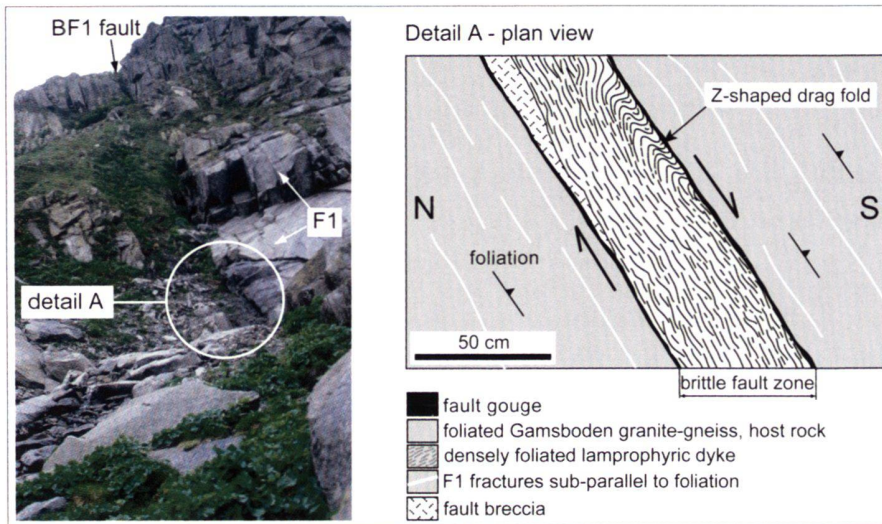 BF1 fault
F1
detail A
Detail A - plan view
Z-shaped drag fold
N
S
foliation
50 cm
brittle fault zone
fault gouge
foliated Gamsboden granite-gneiss, host rock
densely foliated lamprophyric dyke
F1 fractures sub-parallel to foliation
fault breccia